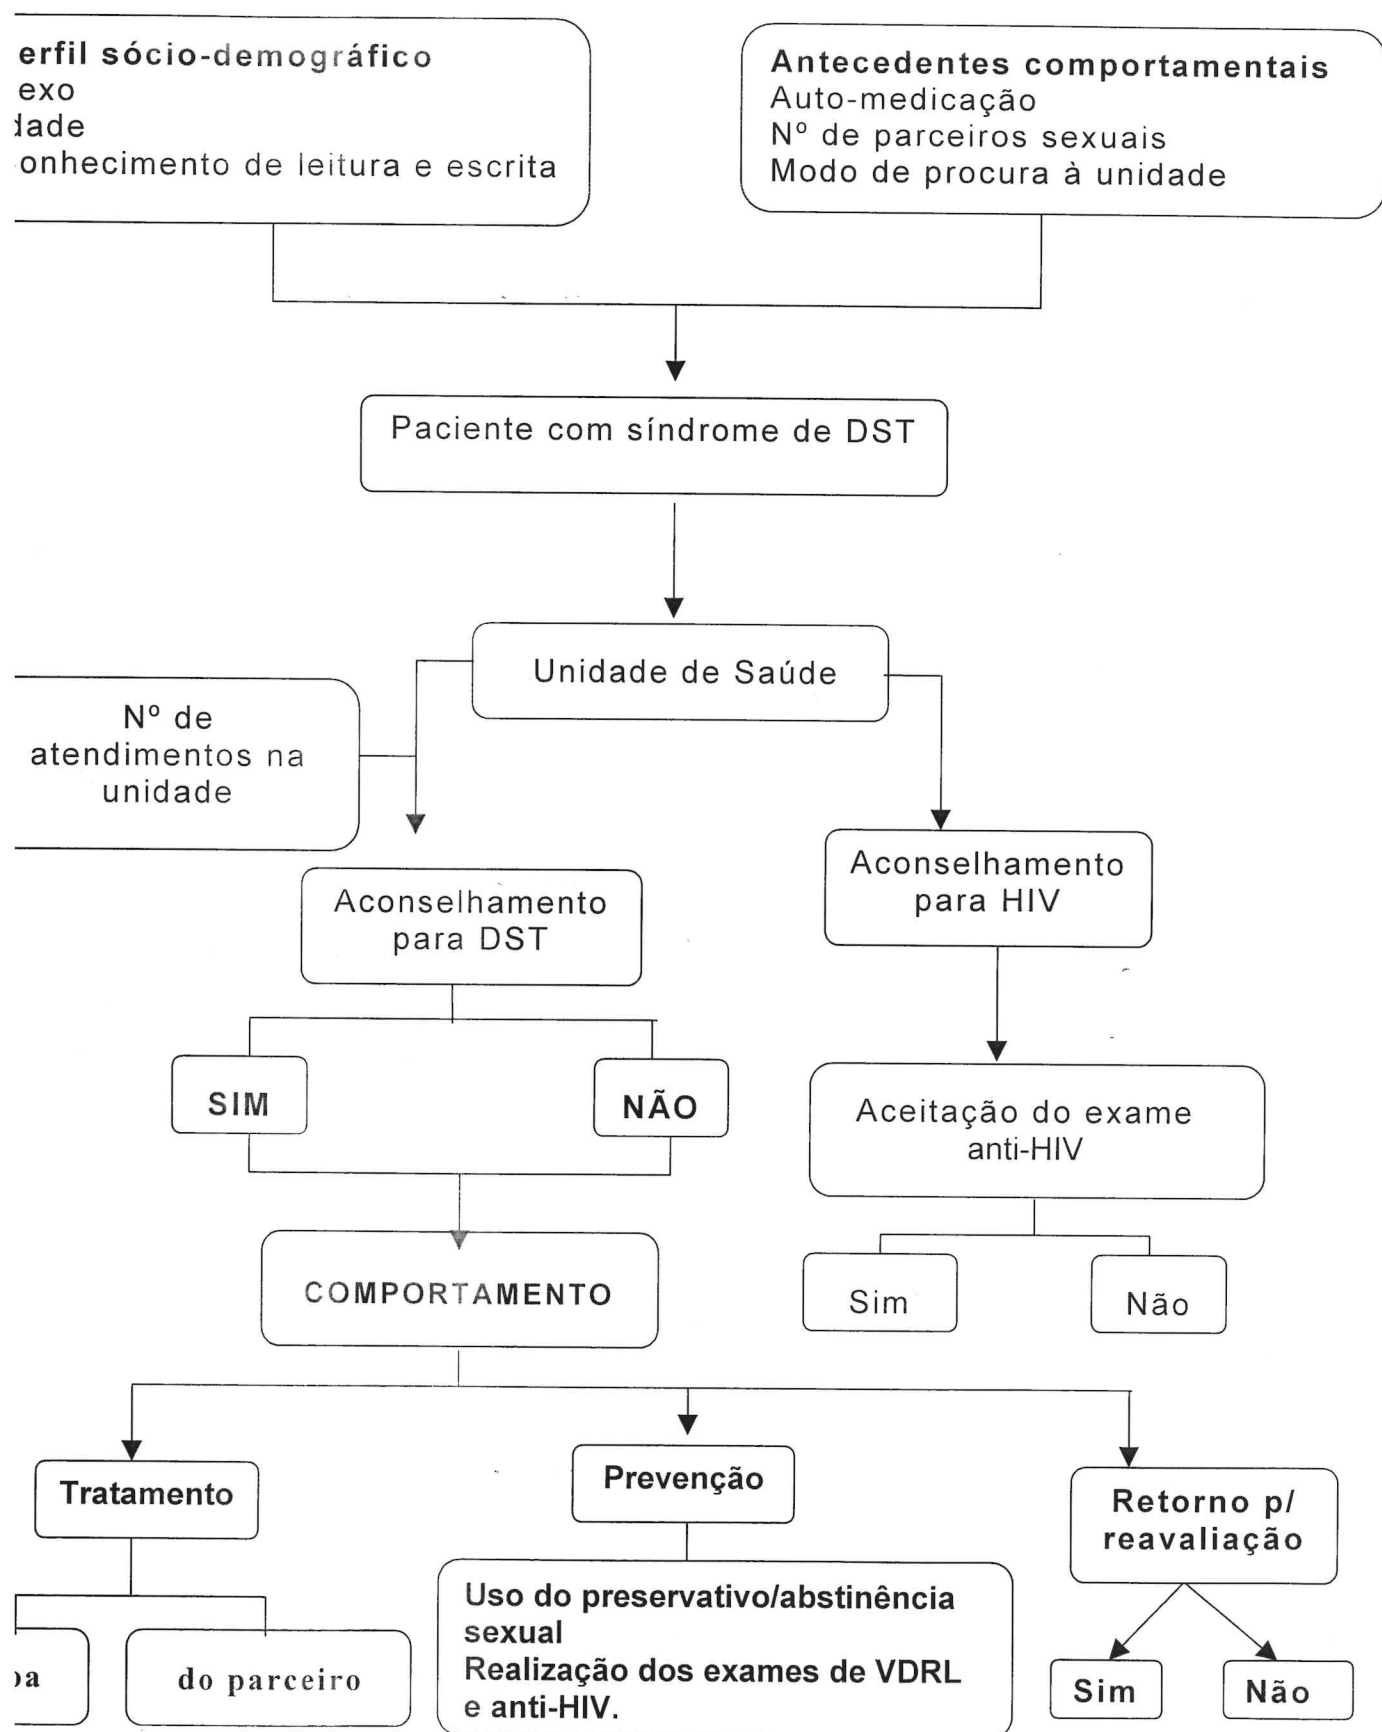 erfil sócio-demográfico
exo
dade
onhecimento de leitura e escrita
Antecedentes comportamentais
Auto-medicação
Nº de parceiros sexuais
Modo de procura à unidade
Paciente com síndrome de DST
Unidade de Saúde
Nº de
atendimentos na
unidade
Aconselhamento
para DST
Aconselhamento
para HIV
SIM
NÃO
Aceitação do exame
anti-HIV
COMPORTAMENTO
Sim
Não
Tratamento
Prevenção
Retorno p/
reavaliação
do parceiro
Uso do preservativo/abstinência
sexual
Realização dos exames de VDRL
e anti-HIV.
Sim
Não